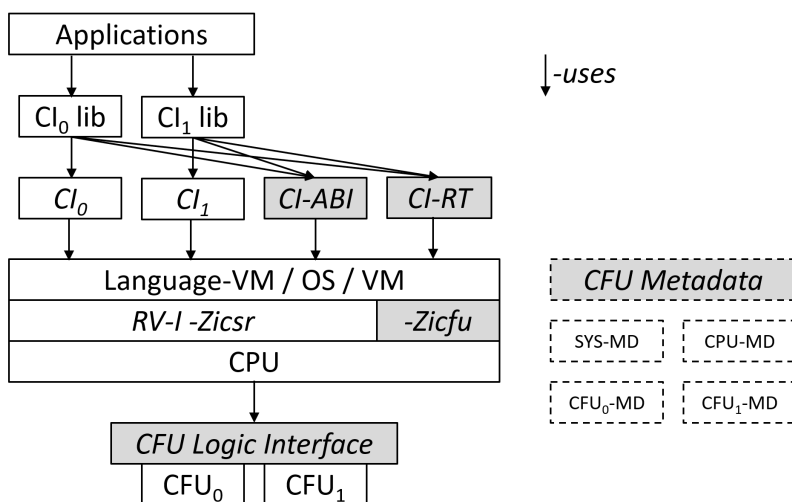 Applications
-uses
CI₀ lib CI₁ lib
CI₀ CI₁ CI-ABI CI-RT
Language-VM / OS / VM
CFU Metadata
RV-I -Zicsr -Zicfu
SYS-MD CPU-MD
CPU
CFU₀-MD CFU₁-MD
CFU Logic Interface
CFU₀ CFU₁